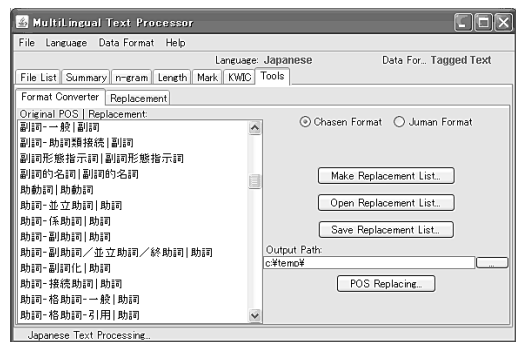 MultiLingual Text Processor
File Language Data Format Help
Language: Japanese Data For... Tagged Text
File List Summary n-gram Length Mark KWIC Tools
Format Converter Replacement
Original POS | Replacement:
副詞-一般|副詞
副詞-助詞類接続|副詞
副詞形態指示詞|副詞形態指示詞
副詞的名詞|副詞的名詞
助動詞|助動詞
助詞-並立助詞|助詞
助詞-係助詞|助詞
助詞-副助詞|助詞
助詞-副助詞/並立助詞/終助詞|助詞
助詞-副詞化|助詞
助詞-接続助詞|助詞
助詞-格助詞-一般|助詞
助詞-格助詞-引用|助詞
Chasen Format Juman Format
Make Replacement List...
Open Replacement List...
Save Replacement List...
Output Path:
c:¥temp¥ ...
POS Replacing...
Japanese Text Processing...